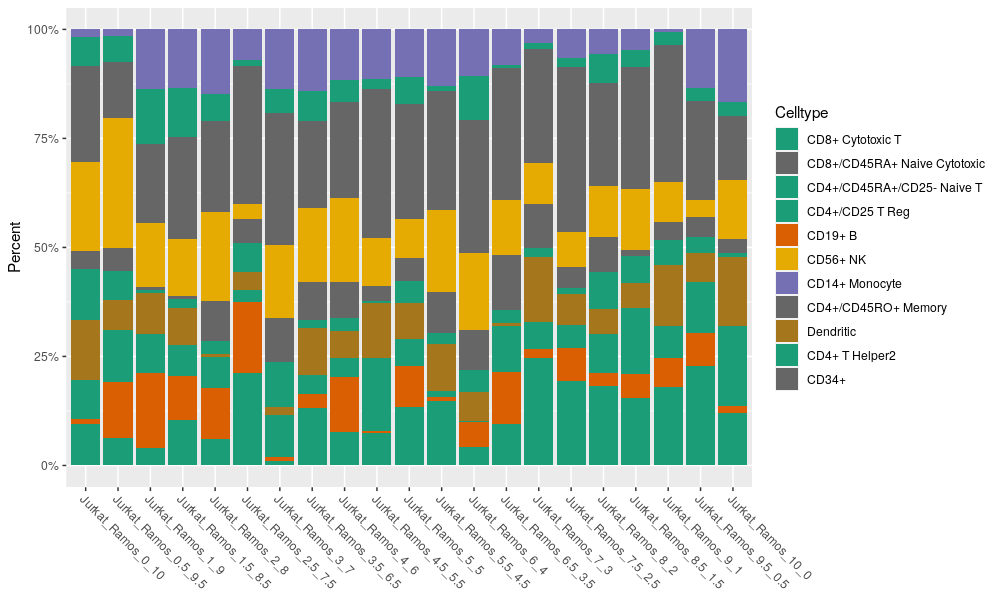 100%
75%
50%
25%
0%
Percent
Jurkat_Ramos_0_10
Jurkat_Ramos_0.5_9.5
Jurkat_Ramos_1_9
Jurkat_Ramos_1.5_8.5
Jurkat_Ramos_2_8
Jurkat_Ramos_2.5_7.5
Jurkat_Ramos_3_7
Jurkat_Ramos_3.5_6.5
Jurkat_Ramos_4_6
Jurkat_Ramos_4.5_5.5
Jurkat_Ramos_5_5
Jurkat_Ramos_5.5_4.5
Jurkat_Ramos_6_4
Jurkat_Ramos_6.5_3.5
Jurkat_Ramos_7_3
Jurkat_Ramos_7.5_2.5
Jurkat_Ramos_8_2
Jurkat_Ramos_8.5_1.5
Jurkat_Ramos_9_1
Jurkat_Ramos_9.5_0.5
Jurkat_Ramos_10_0
Celltype
CD8+ Cytotoxic T
CD8+/CD45RA+ Naive Cytotoxic
CD4+/CD45RA+/CD25- Naive T
CD4+/CD25 T Reg
CD19+ B
CD56+ NK
CD14+ Monocyte
CD4+/CD45RO+ Memory
Dendritic
CD4+ T Helper2
CD34+